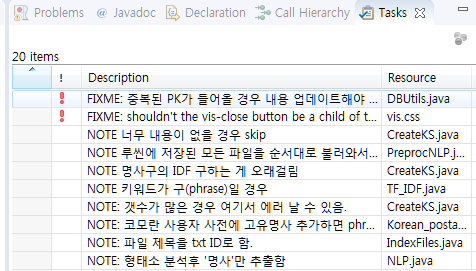 Problems @ Javadoc Declaration Call Hierarchy Tasks
20 items
! Description Resource
FIXME: 중복된 PK가 들어올 경우 내용 업데이트해야 ... DBUtils.java
FIXME: shouldn't the vis-close button be a child of t... vis.css
NOTE 너무 내용이 없을 경우 skip CreateKS.java
NOTE 루씬에 저장된 모든 파일을 순서대로 불러와서... PreprocNLP.j...
NOTE 명사구의 IDF 구하는 게 오래걸림 CreateKS.java
NOTE 키워드가 구(phrase)일 경우 TF_IDF.java
NOTE: 갯수가 많은 경우 여기서 에러 날 수 있음. CreateKS.java
NOTE: 코모란 사용자 사전에 고유명사 추가하면 phr... Korean_posta...
NOTE: 파일 제목을 txt ID로 함. IndexFiles.java
NOTE: 형태소 분석후 '명사'만 추출함 NLP.java